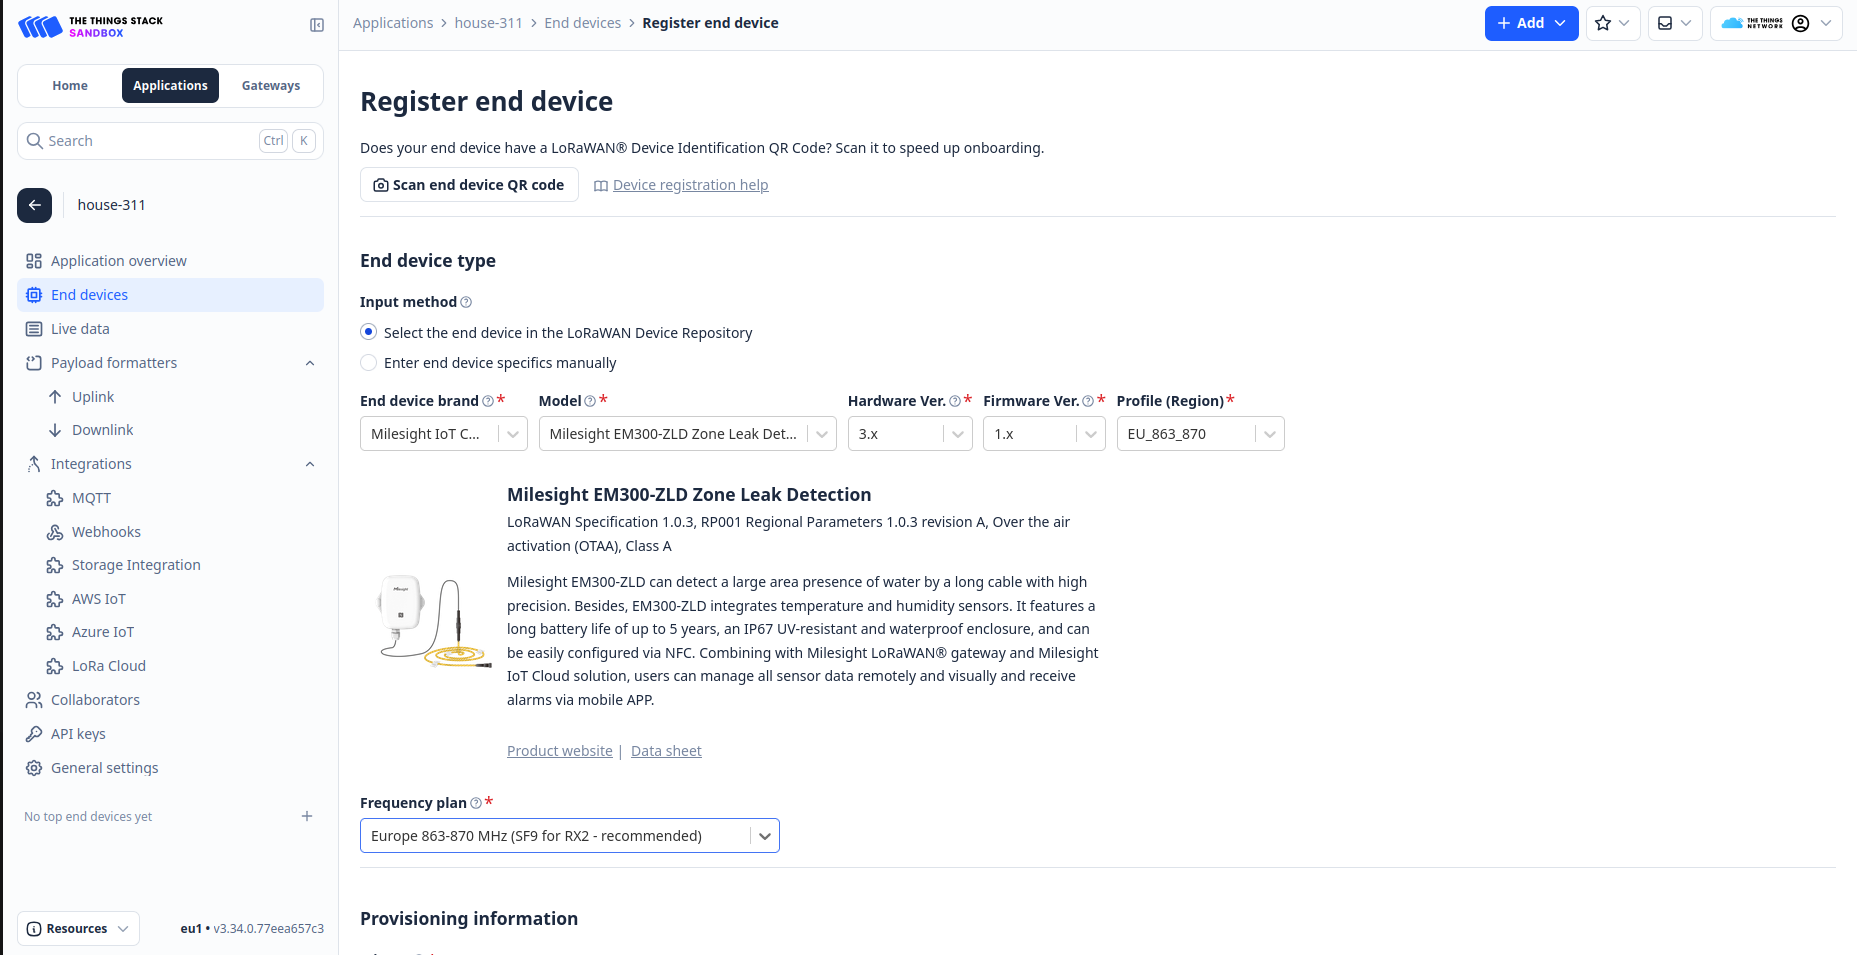 THE THINGS STACK
SANDBOX
Home
Applications
Gateways
Search
Ctrl
K
house-311
Application overview
End devices
Live data
Payload formatters
Uplink
Downlink
Integrations
MQTT
Webhooks
Storage Integration
AWS IoT
Azure IoT
LoRa Cloud
Collaborators
API keys
General settings
No top end devices yet
Resources
eu1 • v3.34.0.77eea657c3
Applications > house-311 > End devices > Register end device
Add
THE THINGS
NETWORK
Register end device
Does your end device have a LoRaWAN® Device Identification QR Code? Scan it to speed up onboarding.
Scan end device QR code
Device registration help
End device type
Input method
Select the end device in the LoRaWAN Device Repository
Enter end device specifics manually
End device brand * Model * Hardware Ver. * Firmware Ver. * Profile (Region) *
Milesight IoT C... Milesight EM300-ZLD Zone Leak Det... 3.x 1.x EU_863_870
Milesight EM300-ZLD Zone Leak Detection
LoRaWAN Specification 1.0.3, RP001 Regional Parameters 1.0.3 revision A, Over the air
activation (OTAA), Class A
Milesight
Milesight EM300-ZLD can detect a large area presence of water by a long cable with high
precision. Besides, EM300-ZLD integrates temperature and humidity sensors. It features a
long battery life of up to 5 years, an IP67 UV-resistant and waterproof enclosure, and can
be easily configured via NFC. Combining with Milesight LoRaWAN® gateway and Milesight
IoT Cloud solution, users can manage all sensor data remotely and visually and receive
alarms via mobile APP.
Product website | Data sheet
Frequency plan *
Europe 863-870 MHz (SF9 for RX2 - recommended)
Provisioning information